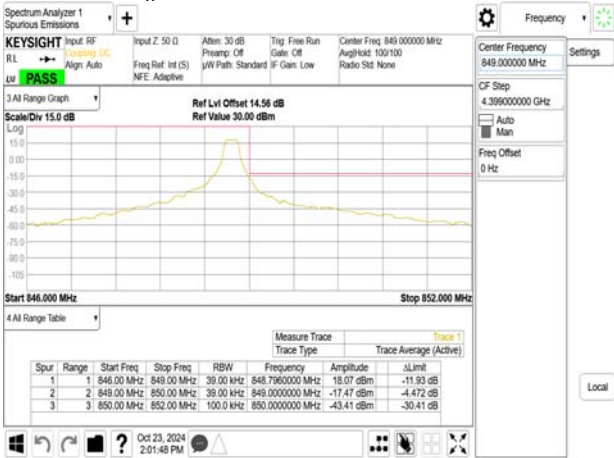 Spectrum Analyzer 1
Spurious Emissions
Frequency
KEYSIGHT
Input: RF
Coupling: DC
Align: Auto
Input Z: 50 Ω
Freq Ref: Int (S)
NFE: Adaptive
Atten: 30 dB
Preamp: Off
µW Path: Standard
Trig: Free Run
Gate: Off
IF Gain: Low
Center Freq: 849.000000 MHz
Avg|Hold: 100/100
Radio Std: None
RL
LXI
PASS
Center Frequency
849.000000 MHz
Settings
CF Step
4.399000000 GHz
Auto
Man
Freq Offset
0 Hz
Local
3 All Range Graph
Scale/Div 15.0 dB
Ref Lvl Offset 14.56 dB
Ref Value 30.00 dBm
Log
15.0
0.00
-15.0
-30.0
-45.0
-60.0
-75.0
-90.0
-105
Start 846.000 MHz
Stop 852.000 MHz
4 All Range Table
Measure Trace Trace 1
Trace Type Trace Average (Active)
Spur Range Start Freq Stop Freq RBW Frequency Amplitude ΔLimit
1 1 846.00 MHz 849.00 MHz 39.00 kHz 848.7960000 MHz 18.07 dBm -11.93 dB
2 2 849.00 MHz 850.00 MHz 39.00 kHz 849.0000000 MHz -17.47 dBm -4.472 dB
3 3 850.00 MHz 852.00 MHz 100.0 kHz 850.0000000 MHz -43.41 dBm -30.41 dB
Oct 23, 2024
2:01:48 PM